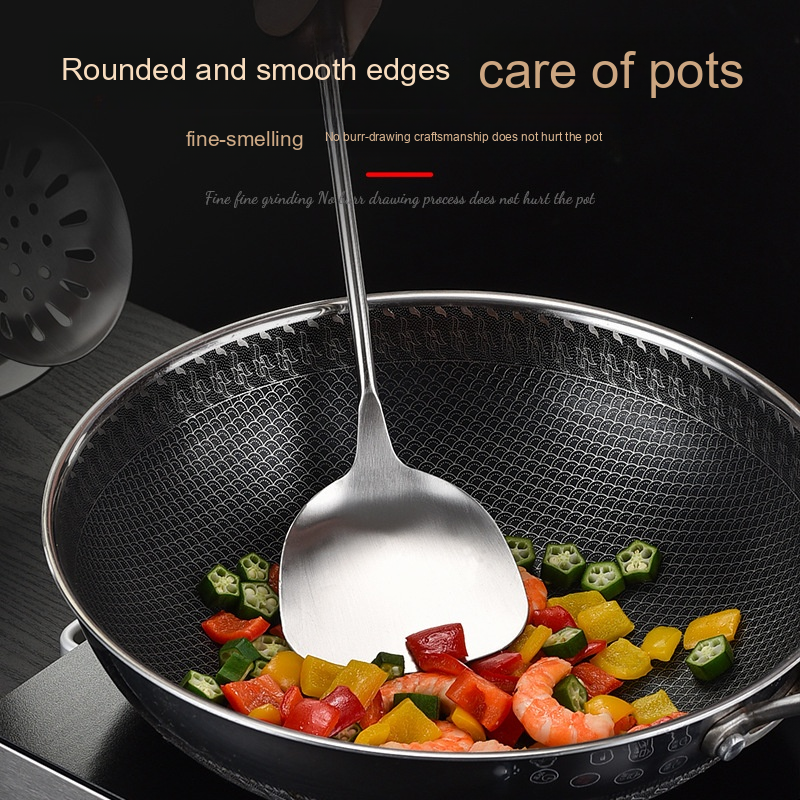 Rounded and smooth edges care of pots
fine-smelling No burr-drawing craftsmanship does not hurt the pot
Fine fine grinding No burr drawing process does not hurt the pot